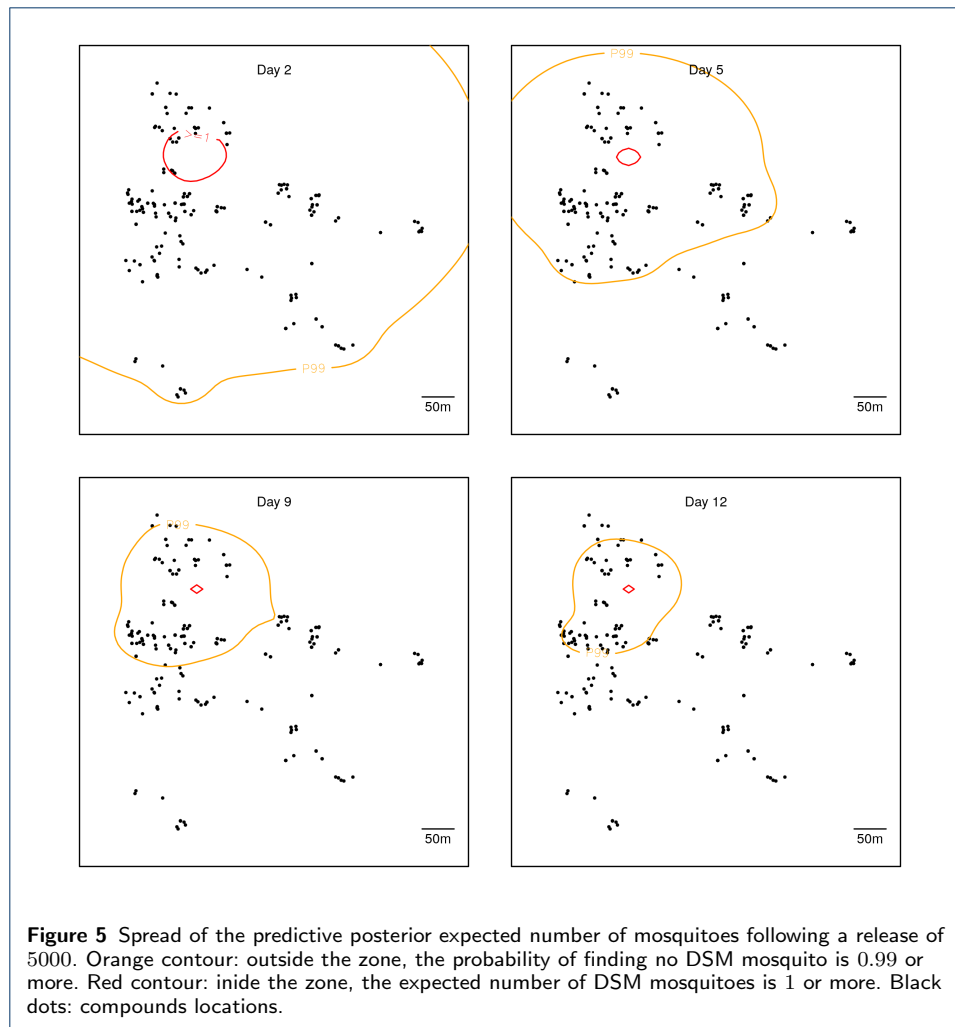 Day 2
>=1
P99
50m
P99
Day 5
50m
Day 9
P99
50m
Day 12
P99
50m
Figure 5 Spread of the predictive posterior expected number of mosquitoes following a release of
5000. Orange contour: outside the zone, the probability of finding no DSM mosquito is 0.99 or
more. Red contour: inide the zone, the expected number of DSM mosquitoes is 1 or more. Black
dots: compounds locations.